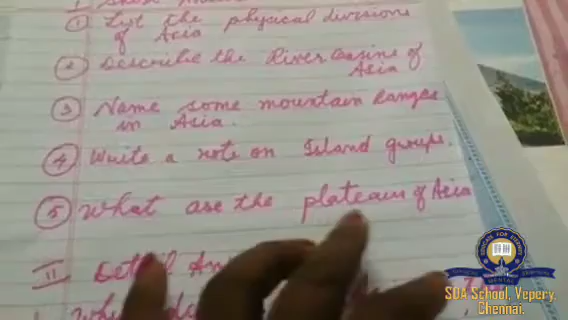 ① List the physical divisions
of Asia
② Describe the River basins of
Asia
③ Name some mountain Ranges
in Asia.
④ Write a note on Island groups.
⑤ What are the plateaus of Asia
II Detail
1.
SDA School, Vepery,
Chennai.